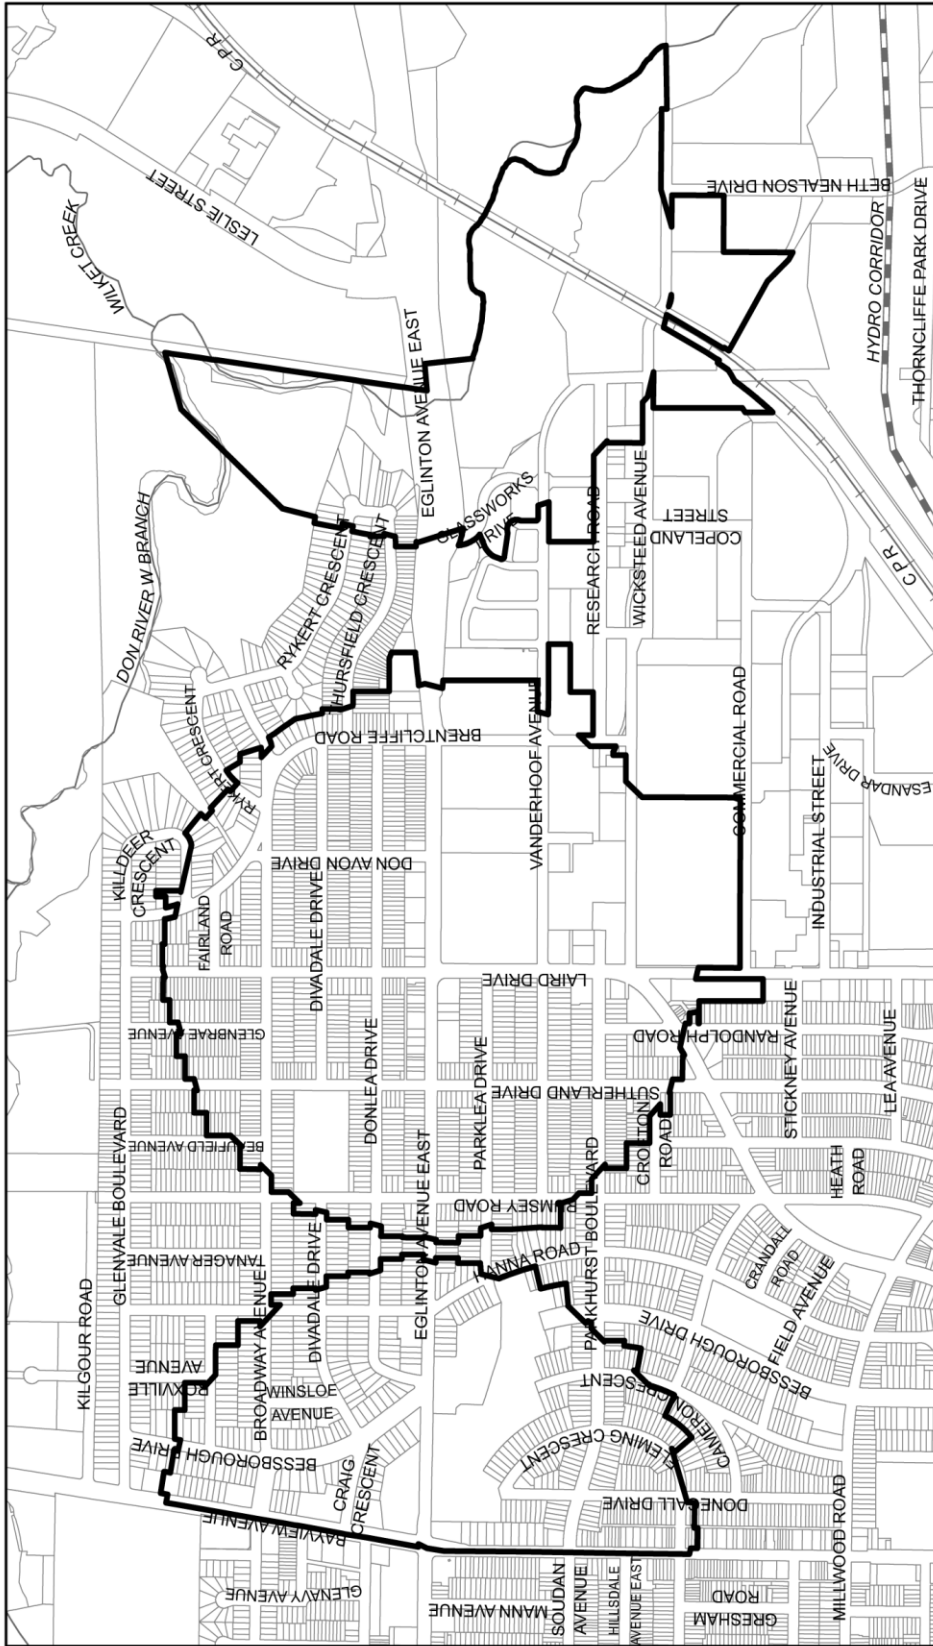 CPR
LESLIE STREET
WILKET CREEK
BETH NEALSON DRIVE
HYDRO CORRIDOR
THORNCLIFFE PARK DRIVE
EGLINTON AVENUE EAST
DON RIVER W BRANCH
GLASSWORKS
DRIVE
RESEARCH ROAD
WICKSTEED AVENUE
COPELAND
STREET
CPR
RYKERT CRESCENT
THURSFIELD CRESCENT
RYKERT CRESCENT
BRENTCLIFFE ROAD
VANDERHOOF AVENUE
COMMERCIAL ROAD
INDUSTRIAL STREET
ESANDAR DRIVE
KILLDEER
CRESCENT
DON AVON DRIVE
FAIRLAND
ROAD
DIVADALE DRIVE
LAIRD DRIVE
GLENBRAE AVENUE
RANDOLPH ROAD
STICKNEY AVENUE
LEA AVENUE
DONLEA DRIVE
PARKLEA DRIVE
SUTHERLAND DRIVE
GLENVALE BOULEVARD
BEAUFIELD AVENUE
CROFTON
ROAD
HEATH
ROAD
EGLINTON AVENUE EAST
RUMSEY ROAD
PARKHURST BOULEVARD
TANAGER AVENUE
DIVADALE DRIVE
HANNA ROAD
CRANDALL
ROAD
FIELD AVENUE
KILGOUR ROAD
BROADWAY AVENUE
ROXVILLE
AVENUE
WINSLOE
AVENUE
BESSBOROUGH DRIVE
BESSBOROUGH DRIVE
CAMERON CRESCENT
FLEMING CRESCENT
CRAIG
CRESCENT
DONEGALL DRIVE
MILLWOOD ROAD
BAYVIEW AVENUE
GLENAVY AVENUE
MANN AVENUE
SOUDAN
AVENUE
HILLSDALE
AVENUE EAST
GRESHAM
ROAD